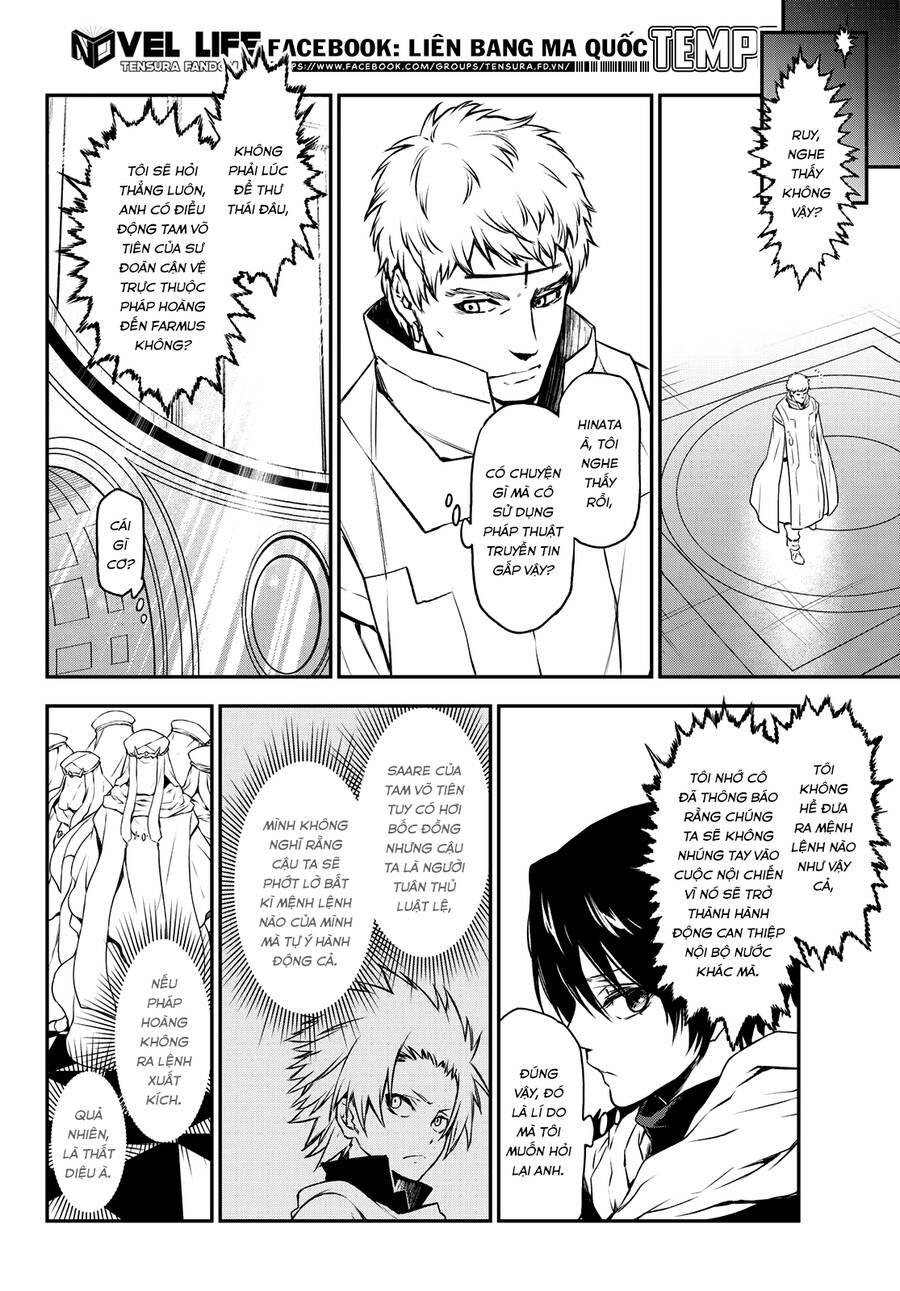 NOVEL LIFE
TENSURA FANDOM
FACEBOOK: LIÊN BANG MA QUỐC TEMP
HTTPS://WWW.FACEBOOK.COM/GROUPS/TENSURA.FD.VN/
RUY,
NGHE
THẤY
KHÔNG
VẬY?
HINATA
À, TÔI
NGHE
THẤY
RỒI,
CÓ CHUYỆN
GÌ MÀ CÔ
SỬ DỤNG
PHÁP THUẬT
TRUYỀN TIN
GẤP VẬY?
KHÔNG
PHẢI LÚC
ĐỂ THƯ
THÁI ĐÂU,
TÔI SẼ HỎI
THẲNG LUÔN,
ANH CÓ ĐIỀU
ĐỘNG TAM VÕ
TIÊN CỦA SƯ
ĐOÀN CẬN VỆ
TRỰC THUỘC
PHÁP HOÀNG
ĐẾN FARMUS
KHÔNG?
CÁI
GÌ
CƠ?
TÔI
KHÔNG
HỀ ĐƯA
RA MỆNH
LỆNH NÀO
NHƯ VẬY
CẢ,
TÔI NHỚ CÔ
ĐÃ THÔNG BÁO
RẰNG CHÚNG
TA SẼ KHÔNG
NHÚNG TAY VÀO
CUỘC NỘI CHIẾN
VÌ NÓ SẼ TRỞ
THÀNH HÀNH
ĐỘNG CAN THIỆP
NỘI BỘ NƯỚC
KHÁC MÀ.
ĐÚNG
VẬY, ĐÓ
LÀ LÍ DO
MÀ TÔI
MUỐN HỎI
LẠI ANH.
SAARE CỦA
TAM VÕ TIÊN
TUY CÓ HƠI
BỐC ĐỒNG
NHƯNG CẬU
TA LÀ NGƯỜI
TUÂN THỦ
LUẬT LỆ,
MÌNH KHÔNG
NGHĨ RẰNG
CẬU TA SẼ
PHỚT LỜ BẤT
KÌ MỆNH LỆNH
NÀO CỦA MÌNH
MÀ TỰ Ý HÀNH
ĐỘNG CẢ.
NẾU
PHÁP
HOÀNG
KHÔNG
RA LỆNH
XUẤT
KÍCH.
QUẢ
NHIÊN,
LÀ THẤT
DIỆU À.